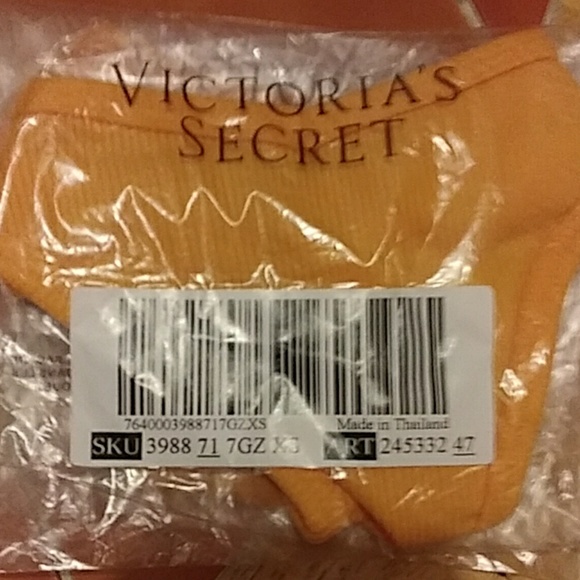 VICTORIA'S
SECRET
7640003988717GZXS
Made in Thailand
SKU 3988 71 7GZ XS ART 245332 47